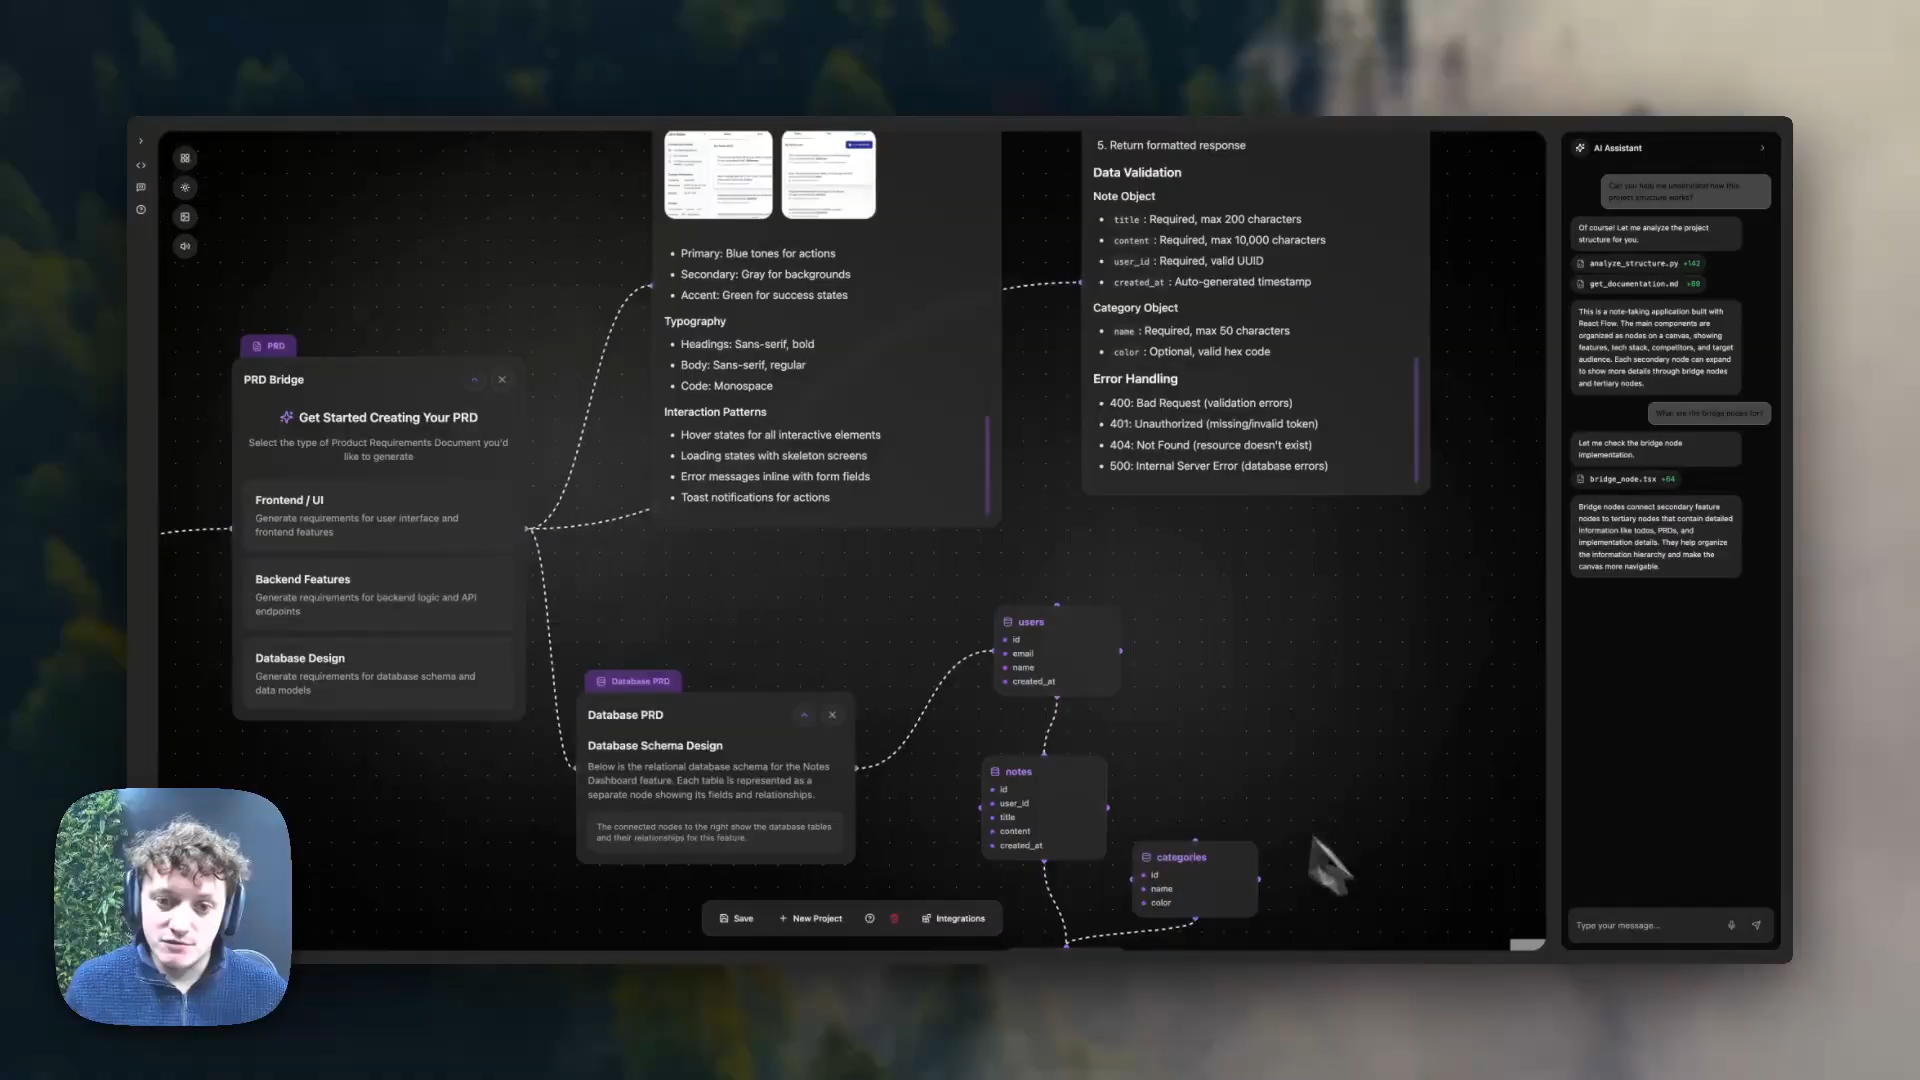 PRD
PRD Bridge
Get Started Creating Your PRD
Select the type of Product Requirements Document you'd
like to generate
Frontend / UI
Generate requirements for user interface and
frontend features
Backend Features
Generate requirements for backend logic and API
endpoints
Database Design
Generate requirements for database schema and
data models
Primary: Blue tones for actions
Secondary: Gray for backgrounds
Accent: Green for success states
Typography
Headings: Sans-serif, bold
Body: Sans-serif, regular
Code: Monospace
Interaction Patterns
Hover states for all interactive elements
Loading states with skeleton screens
Error messages inline with form fields
Toast notifications for actions
5. Return formatted response
Data Validation
Note Object
title : Required, max 200 characters
content : Required, max 10,000 characters
user_id : Required, valid UUID
created_at : Auto-generated timestamp
Category Object
name : Required, max 50 characters
color : Optional, valid hex code
Error Handling
400: Bad Request (validation errors)
401: Unauthorized (missing/invalid token)
404: Not Found (resource doesn't exist)
500: Internal Server Error (database errors)
Database PRD
Database PRD
Database Schema Design
Below is the relational database schema for the Notes
Dashboard feature. Each table is represented as a
separate node showing its fields and relationships.
The connected nodes to the right show the database tables
and their relationships for this feature.
users
id
email
name
created_at
notes
id
user_id
title
content
created_at
categories
id
name
color
Save
New Project
Integrations
AI Assistant
Can you help me understand how this
project structure works?
Of course! Let me analyze the project
structure for you.
analyze_structure.py +142
get_documentation.md +89
This is a note-taking application built with
React Flow. The main components are
organized as nodes on a canvas, showing
features, tech stack, competitors, and target
audience. Each secondary node can expand
to show more details through bridge nodes
and tertiary nodes.
What are the bridge nodes for?
Let me check the bridge node
implementation.
bridge_node.tsx +64
Bridge nodes connect secondary feature
nodes to tertiary nodes that contain detailed
information like todos, PRDs, and
implementation details. They help organize
the information hierarchy and make the
canvas more navigable.
Type your message...